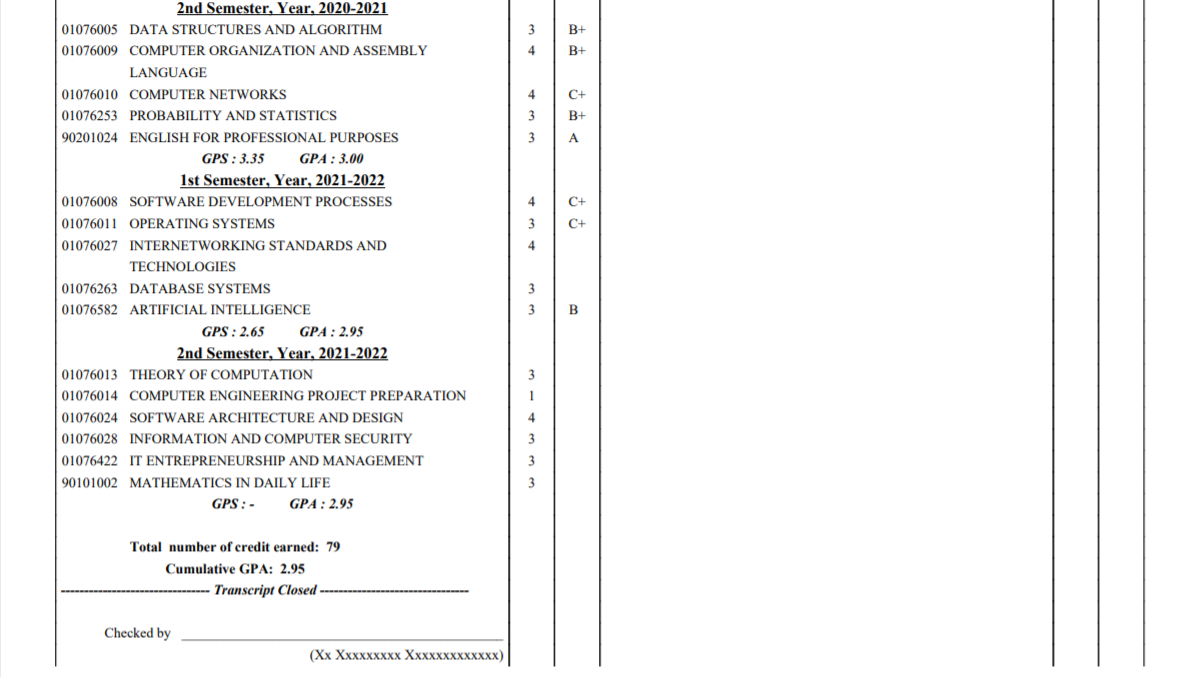 2nd Semester, Year, 2020-2021
01076005 DATA STRUCTURES AND ALGORITHM 3 B+
01076009 COMPUTER ORGANIZATION AND ASSEMBLY 4 B+
LANGUAGE
01076010 COMPUTER NETWORKS 4 C+
01076253 PROBABILITY AND STATISTICS 3 B+
90201024 ENGLISH FOR PROFESSIONAL PURPOSES 3 A
GPS : 3.35 GPA : 3.00
1st Semester, Year, 2021-2022
01076008 SOFTWARE DEVELOPMENT PROCESSES 4 C+
01076011 OPERATING SYSTEMS 3 C+
01076027 INTERNETWORKING STANDARDS AND 4
TECHNOLOGIES
01076263 DATABASE SYSTEMS 3
01076582 ARTIFICIAL INTELLIGENCE 3 B
GPS : 2.65 GPA : 2.95
2nd Semester, Year, 2021-2022
01076013 THEORY OF COMPUTATION 3
01076014 COMPUTER ENGINEERING PROJECT PREPARATION 1
01076024 SOFTWARE ARCHITECTURE AND DESIGN 4
01076028 INFORMATION AND COMPUTER SECURITY 3
01076422 IT ENTREPRENEURSHIP AND MANAGEMENT 3
90101002 MATHEMATICS IN DAILY LIFE 3
GPS : - GPA : 2.95
Total number of credit earned: 79
Cumulative GPA: 2.95
-------------------------------- Transcript Closed --------------------------------
Checked by ______________________________________________
(Xx Xxxxxxxxx Xxxxxxxxxxxxx)